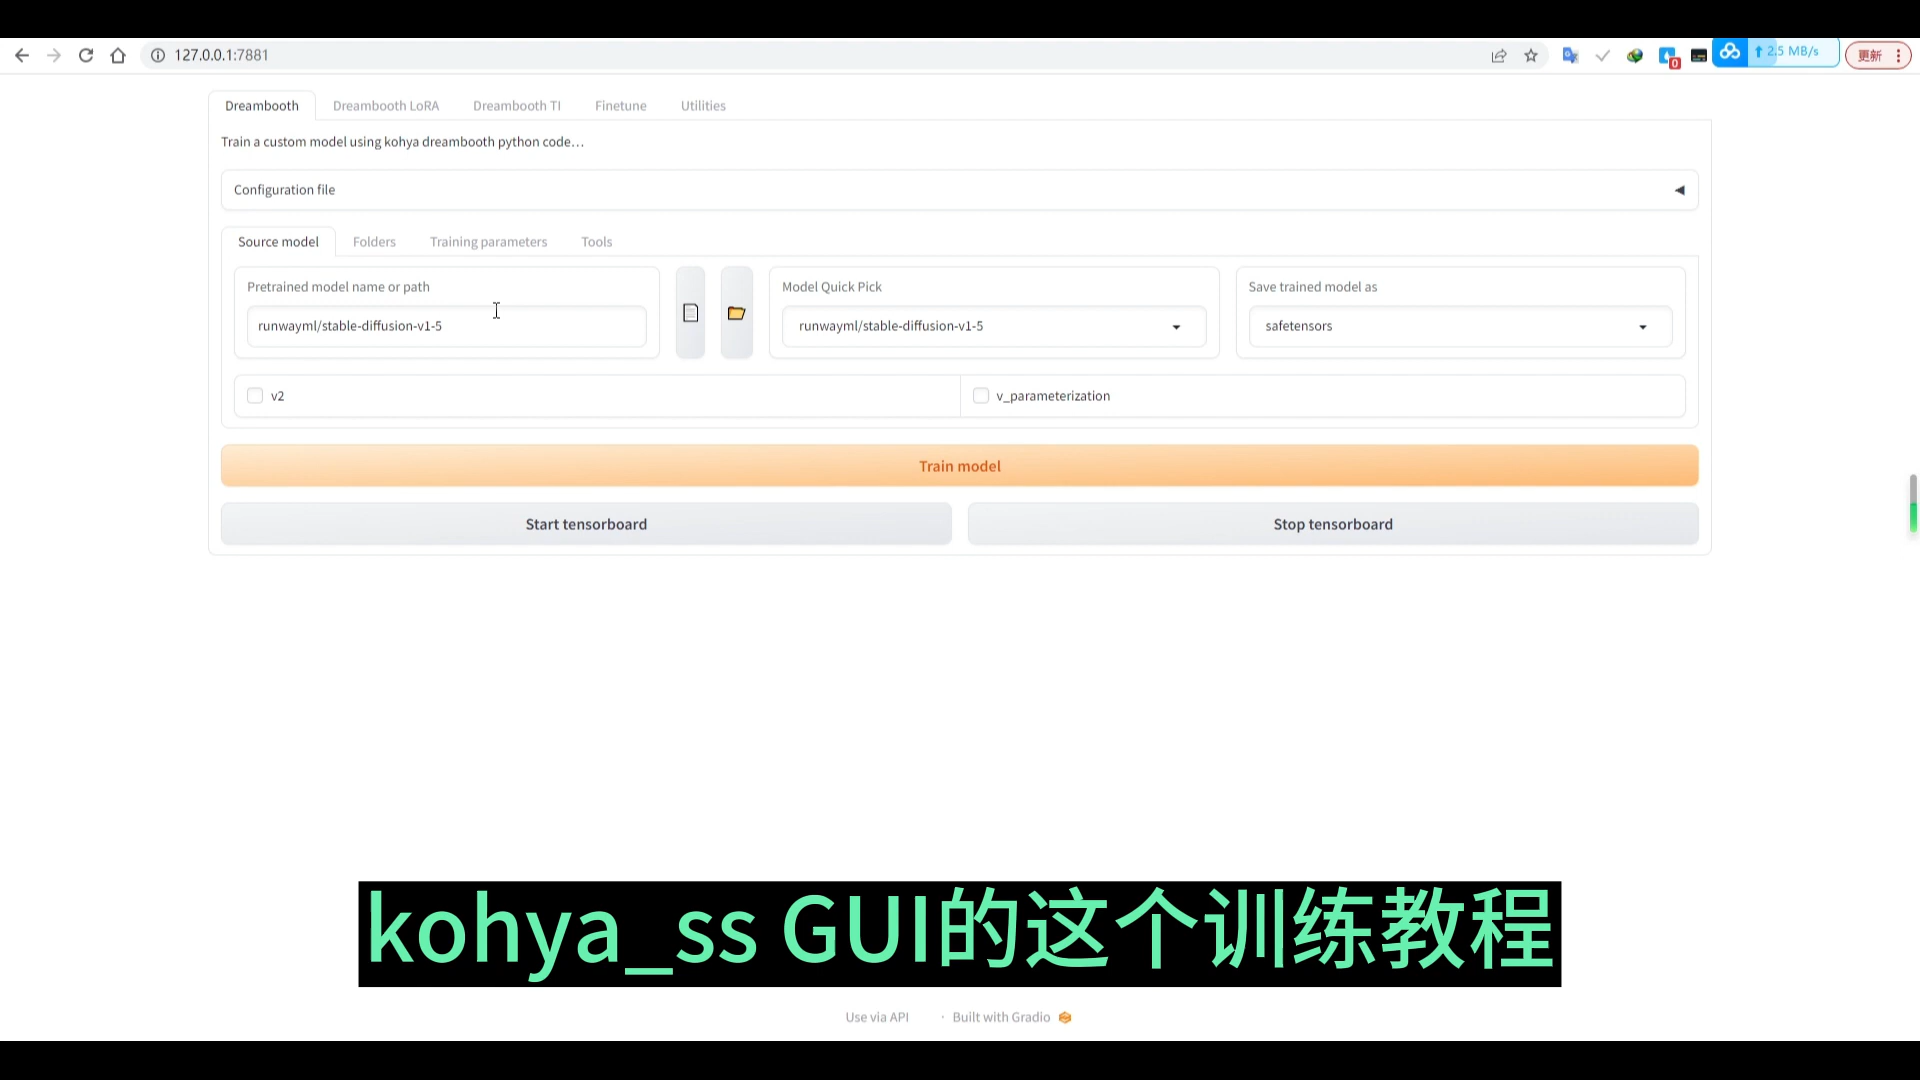 127.0.0.1:7881
0
2.5 MB/s
更新
Dreambooth
Dreambooth LoRA
Dreambooth TI
Finetune
Utilities
Train a custom model using kohya dreambooth python code…
Configuration file
Source model
Folders
Training parameters
Tools
Pretrained model name or path
runwayml/stable-diffusion-v1-5
Model Quick Pick
runwayml/stable-diffusion-v1-5
Save trained model as
safetensors
v2
v_parameterization
Train model
Start tensorboard
Stop tensorboard
kohya_ss GUI的这个训练教程
Use via API · Built with Gradio